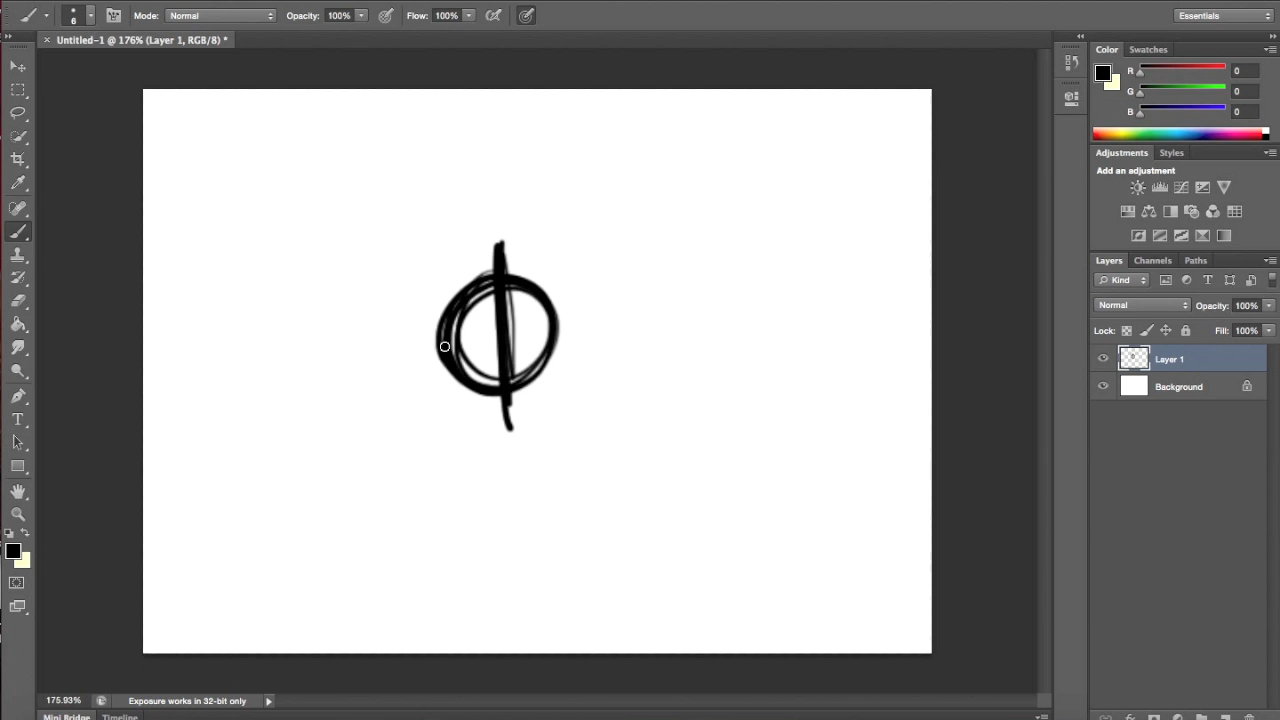 6 Mode: Normal Opacity: 100% Flow: 100% Essentials
× Untitled-1 @ 176% (Layer 1, RGB/8) *
Color Swatches
R 0
G 0
B 0
Adjustments Styles
Add an adjustment
Layers Channels Paths
Kind
Normal Opacity: 100%
Lock: Fill: 100%
Layer 1
Background
175.93% Exposure works in 32-bit only
Mini Bridge Timeline